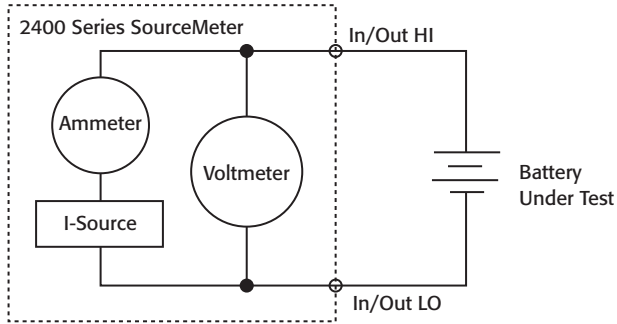 2400 Series SourceMeter
In/Out HI
Ammeter
Voltmeter
I-Source
Battery
Under Test
In/Out LO